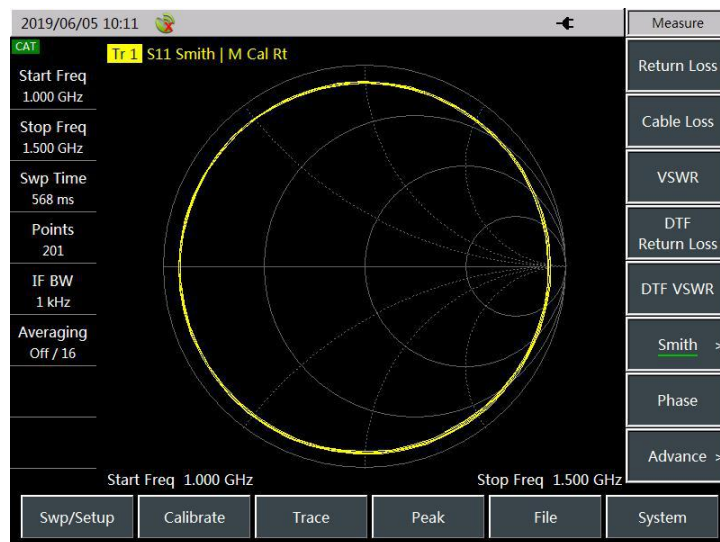 2019/06/05 10:11
Measure
CAT
Tr 1 S11 Smith | M Cal Rt
Start Freq
1.000 GHz
Stop Freq
1.500 GHz
Swp Time
568 ms
Points
201
IF BW
1 kHz
Averaging
Off / 16
Start Freq 1.000 GHz
Stop Freq 1.500 GHz
Return Loss
Cable Loss
VSWR
DTF
Return Loss
DTF VSWR
Smith >
Phase
Advance >
Swp/Setup
Calibrate
Trace
Peak
File
System